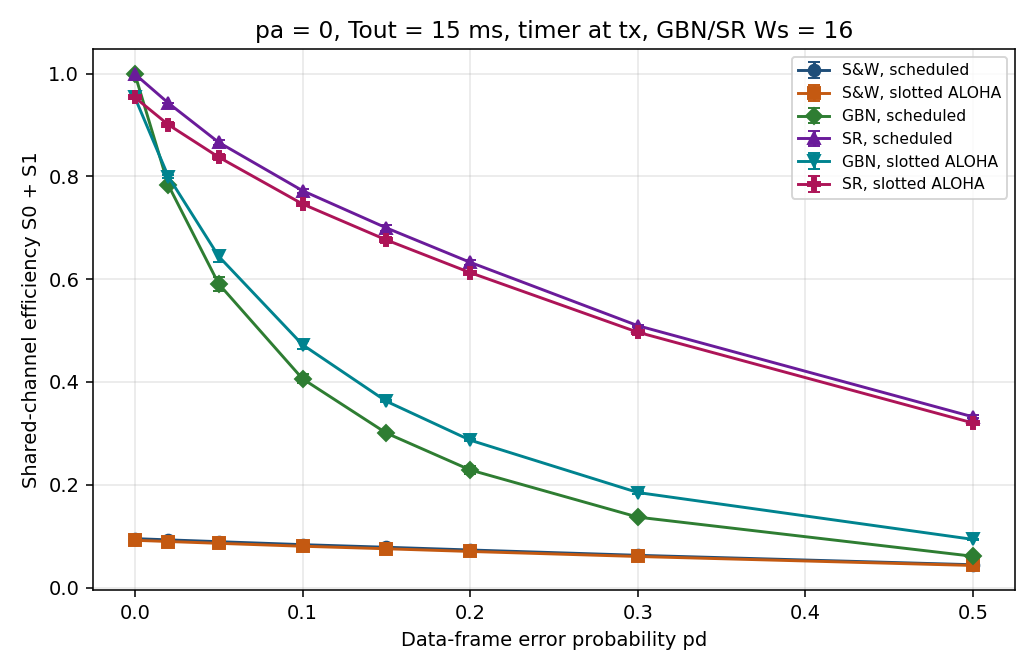 pa = 0, Tout = 15 ms, timer at tx, GBN/SR Ws = 16
Shared-channel efficiency S0 + S1
1.0
0.8
0.6
0.4
0.2
0.0
S&W, scheduled
S&W, slotted ALOHA
GBN, scheduled
SR, scheduled
GBN, slotted ALOHA
SR, slotted ALOHA
0.0 0.1 0.2 0.3 0.4 0.5
Data-frame error probability pd